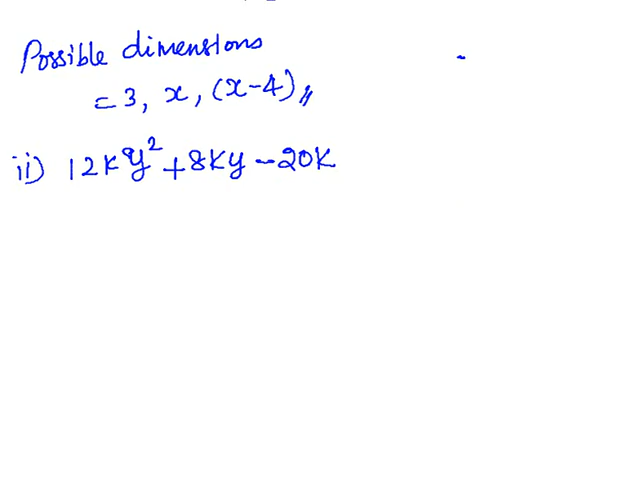 Possible dimensions
= 3, x, (x-4)//
ii) 12ky² + 8ky - 20k